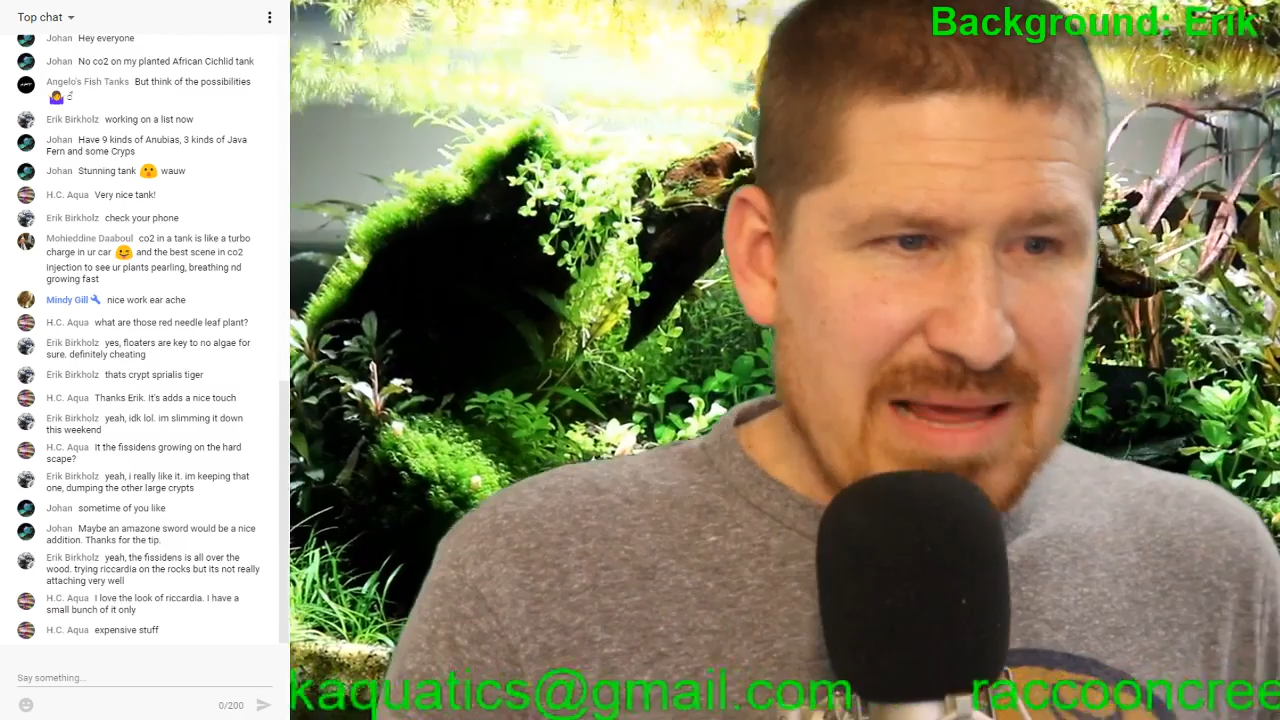 Top chat
Johan Hey everyone
Johan No co2 on my planted African Cichlid tank
Angelo's Fish Tanks But think of the possibilities
Erik Birkholz working on a list now
Johan Have 9 kinds of Anubias, 3 kinds of Java
Fern and some Cryps
Johan Stunning tank 😮 wauw
H.C. Aqua Very nice tank!
Erik Birkholz check your phone
Mohieddine Daaboul co2 in a tank is like a turbo
charge in ur car 😊 and the best scene in co2
injection to see ur plants pearling, breathing nd
growing fast
Mindy Gill nice work ear ache
H.C. Aqua what are those red needle leaf plant?
Erik Birkholz yes, floaters are key to no algae for
sure. definitely cheating
Erik Birkholz thats crypt sprialis tiger
H.C. Aqua Thanks Erik. It's adds a nice touch
Erik Birkholz yeah, idk lol. im slimming it down
this weekend
H.C. Aqua It the fissidens growing on the hard
scape?
Erik Birkholz yeah, i really like it. im keeping that
one, dumping the other large crypts
Johan sometime of you like
Johan Maybe an amazone sword would be a nice
addition. Thanks for the tip.
Erik Birkholz yeah, the fissidens is all over the
wood. trying riccardia on the rocks but its not really
attaching very well
H.C. Aqua I love the look of riccardia. I have a
small bunch of it only
H.C. Aqua expensive stuff
Say something...
0/200
Background: Erik
kaquatics@gmail.com raccooncree